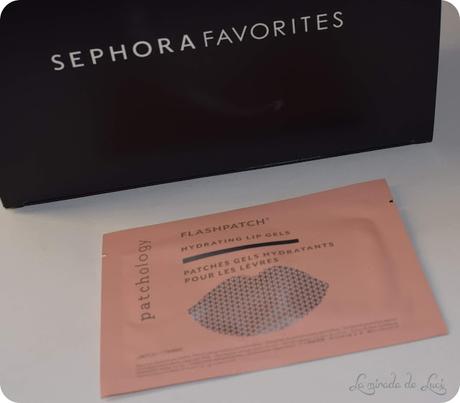 SEPHORA FAVORITES
patchology
FLASHPATCH®
HYDRATING LIP GELS
PATCHES GELS HYDRATANTS
POUR LES LÈVRES
La mirada de Luci